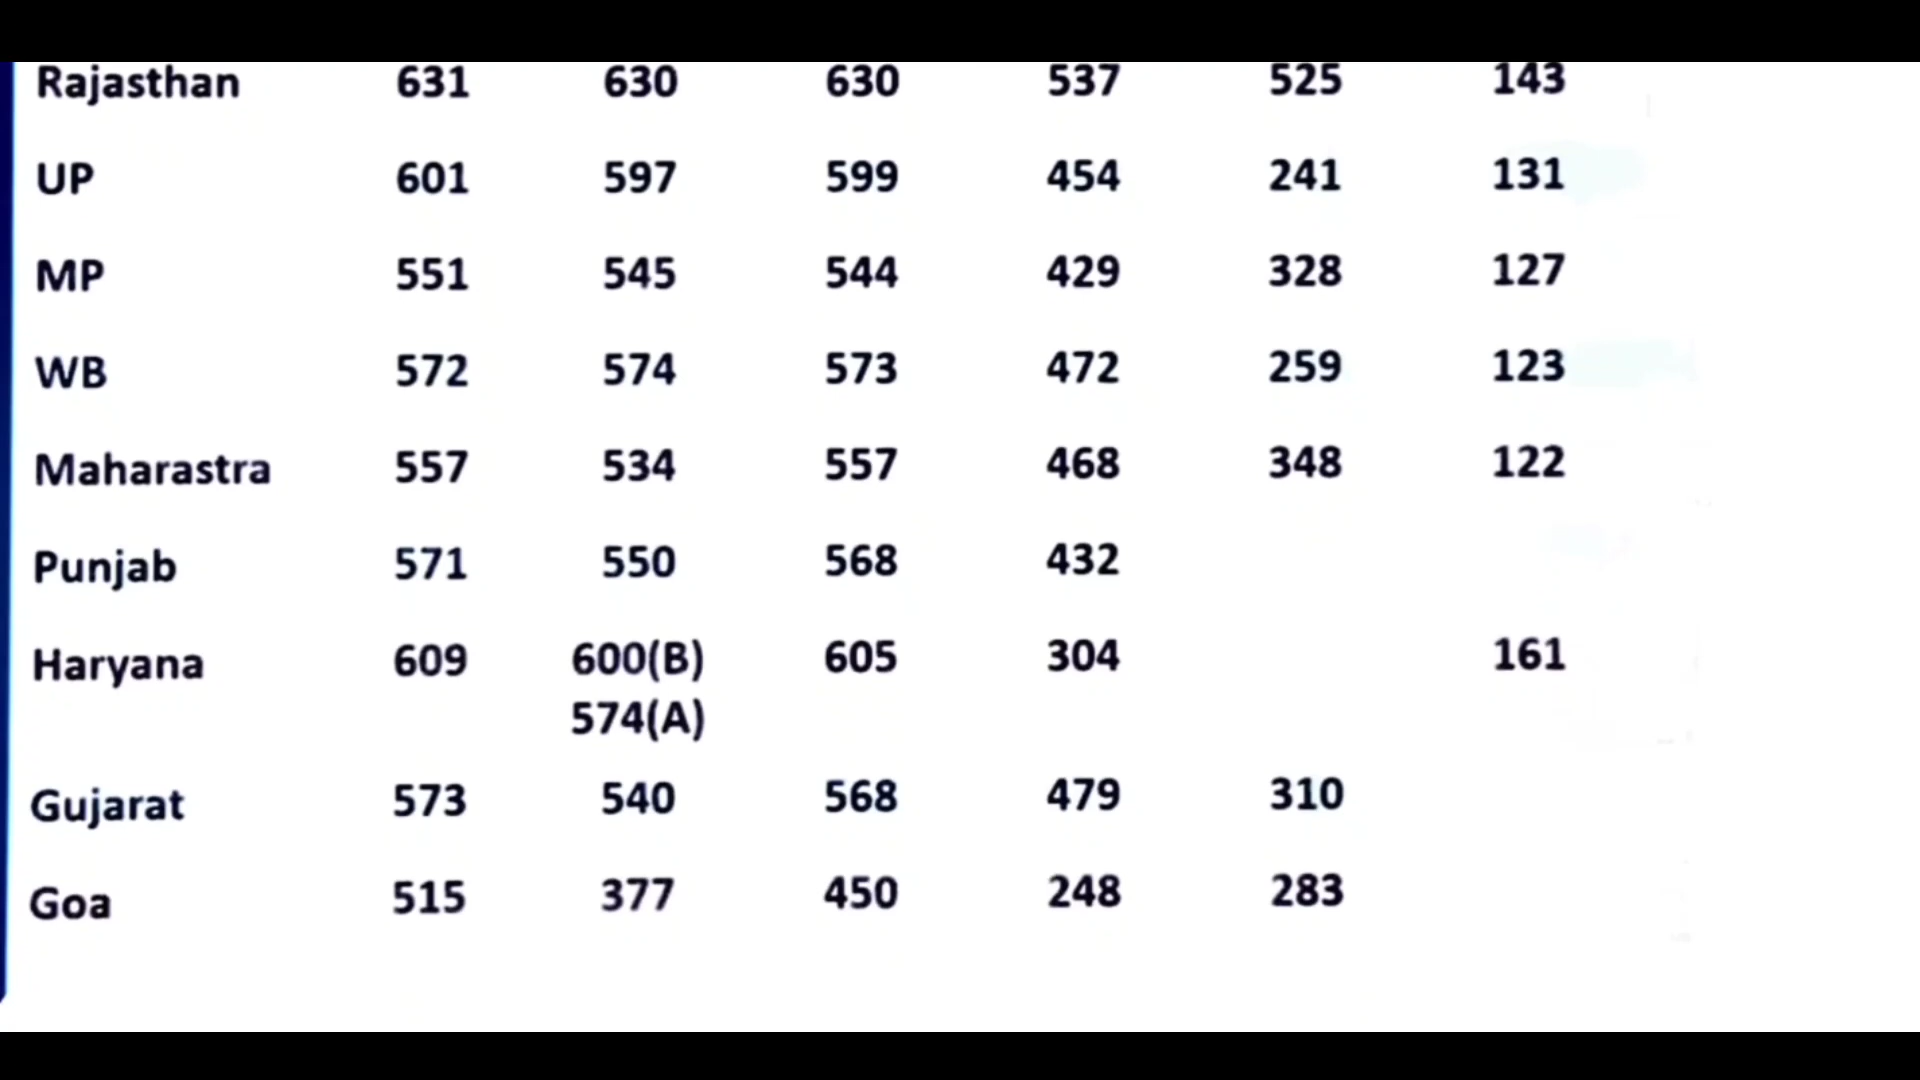 Rajasthan 631 630 630 537 525 143
UP 601 597 599 454 241 131
MP 551 545 544 429 328 127
WB 572 574 573 472 259 123
Maharastra 557 534 557 468 348 122
Punjab 571 550 568 432
Haryana 609 600(B) 605 304 161
574(A)
Gujarat 573 540 568 479 310
Goa 515 377 450 248 283